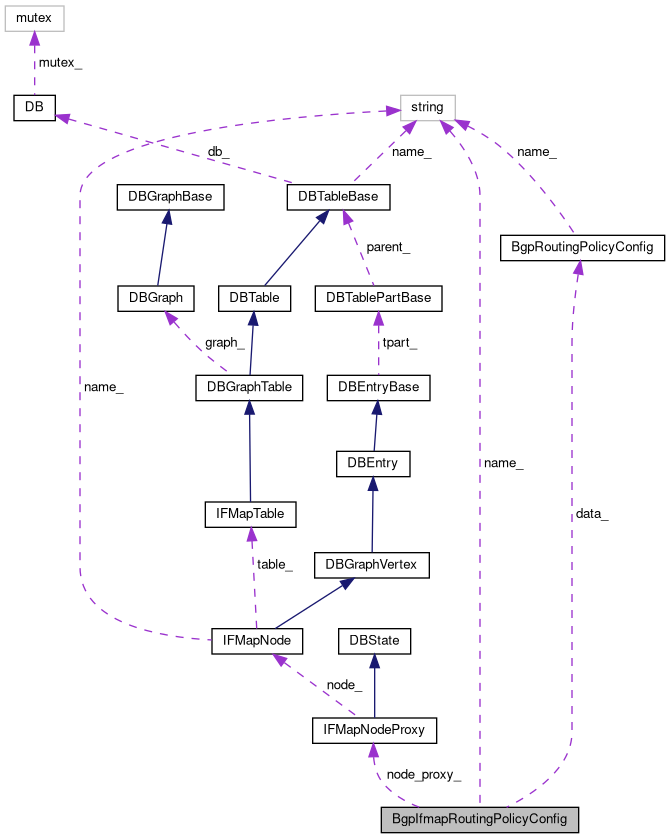 mutex
mutex_
DB
string
db_
name_
name_
DBGraphBase
DBTableBase
BgpRoutingPolicyConfig
parent_
DBGraph
DBTable
DBTablePartBase
graph_
tpart_
name_
DBGraphTable
DBEntryBase
DBEntry
name_
IFMapTable
data_
table_
DBGraphVertex
IFMapNode
DBState
node_
IFMapNodeProxy
node_proxy_
BgpIfmapRoutingPolicyConfig